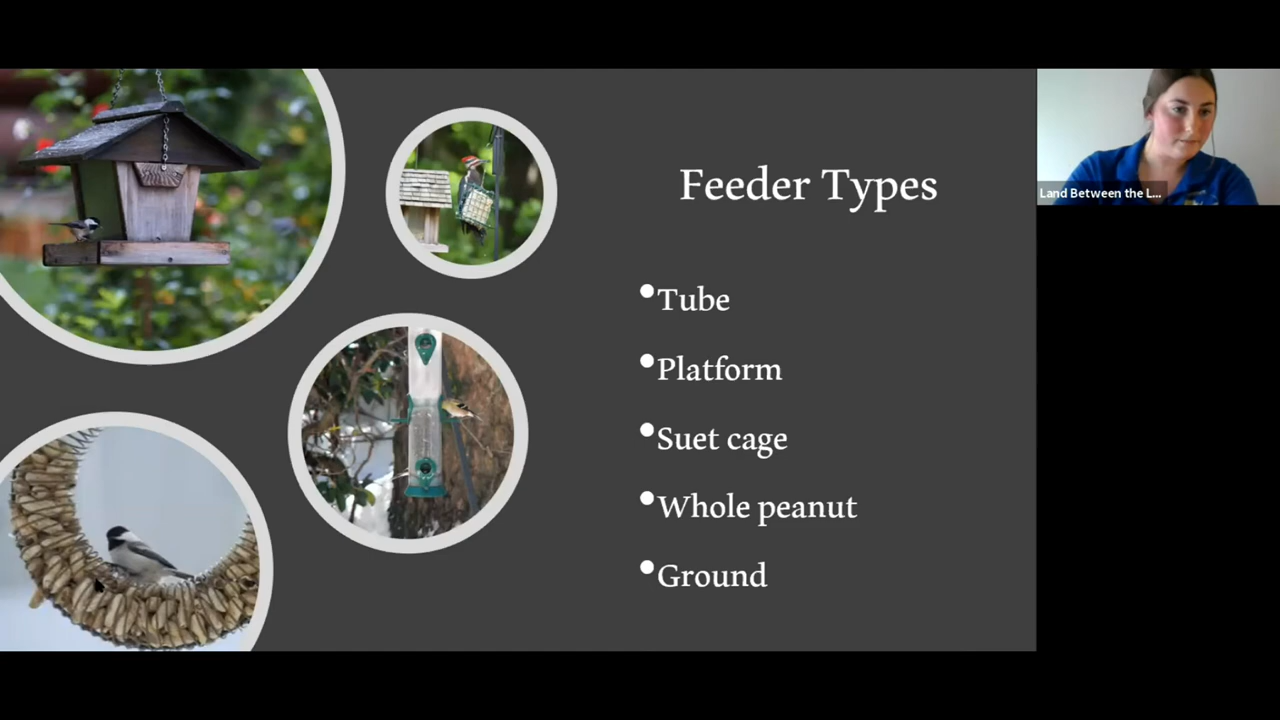 Feeder Types
Tube
Platform
Suet cage
Whole peanut
Ground
Land Between the L...